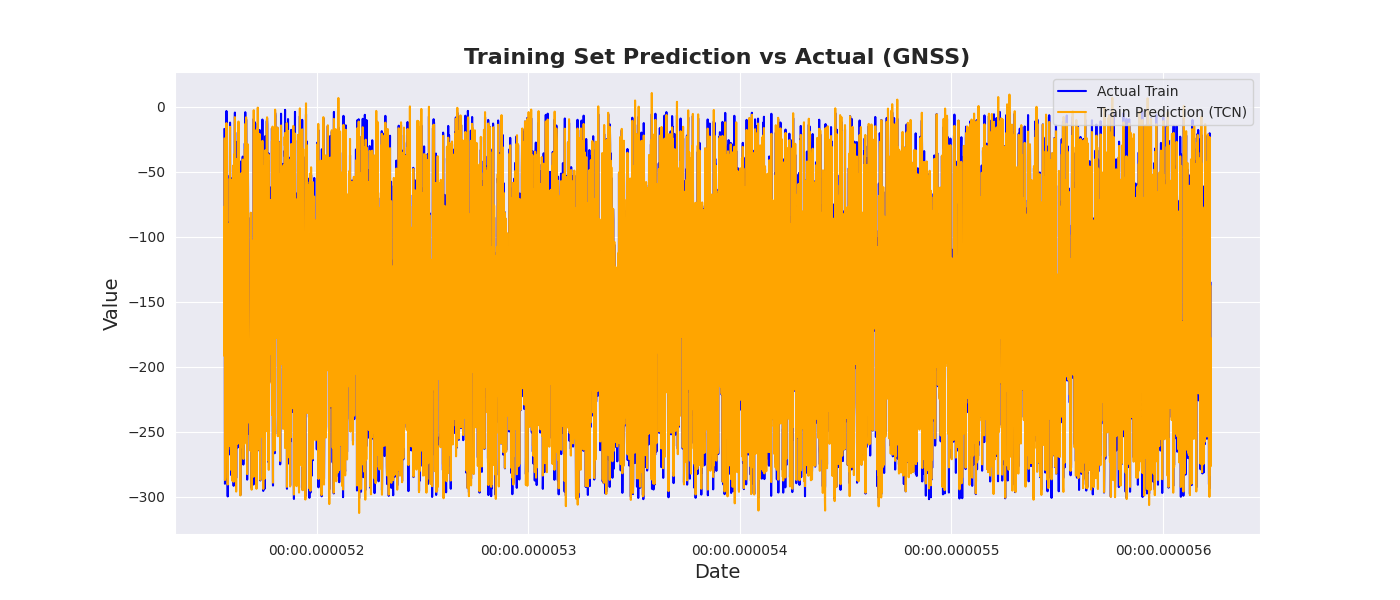 Training Set Prediction vs Actual (GNSS)
Actual Train
Train Prediction (TCN)
Value
0
−50
−100
−150
−200
−250
−300
00:00.000052
00:00.000053
00:00.000054
00:00.000055
00:00.000056
Date